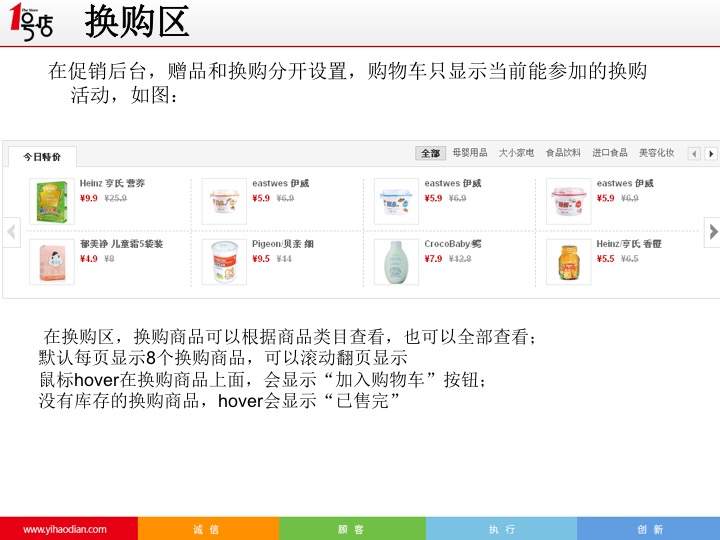 The Store
1号店
换购区
在促销后台，赠品和换购分开设置，购物车只显示当前能参加的换购
活动，如图：
今日特价
全部 母婴用品 大小家电 食品饮料 进口食品 美容化妆
Heinz 亨氏 营养
¥9.9 ¥25.9
eastwes 伊威
¥5.9 ¥6.9
eastwes 伊威
¥5.9 ¥6.9
eastwes 伊威
¥5.9 ¥6.9
郁美净 儿童霜5袋装
¥4.9 ¥8
Pigeon/贝亲 细
¥9.5 ¥14
CrocoBaby/鳄
¥7.9 ¥12.8
Heinz/亨氏 香橙
¥5.5 ¥6.5
在换购区，换购商品可以根据商品类目查看，也可以全部查看；
默认每页显示8个换购商品，可以滚动翻页显示
鼠标hover在换购商品上面，会显示“加入购物车”按钮；
没有库存的换购商品，hover会显示“已售完”
www.yihaodian.com 诚 信 顾 客 执 行 创 新